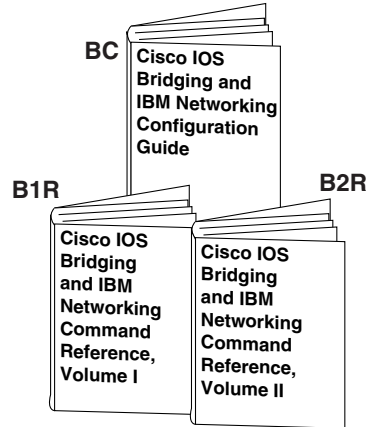 BC
Cisco IOS
Bridging and
IBM Networking
Configuration
Guide
B1R
Cisco IOS
Bridging
and IBM
Networking
Command
Reference,
Volume I
B2R
Cisco IOS
Bridging
and IBM
Networking
Command
Reference,
Volume II